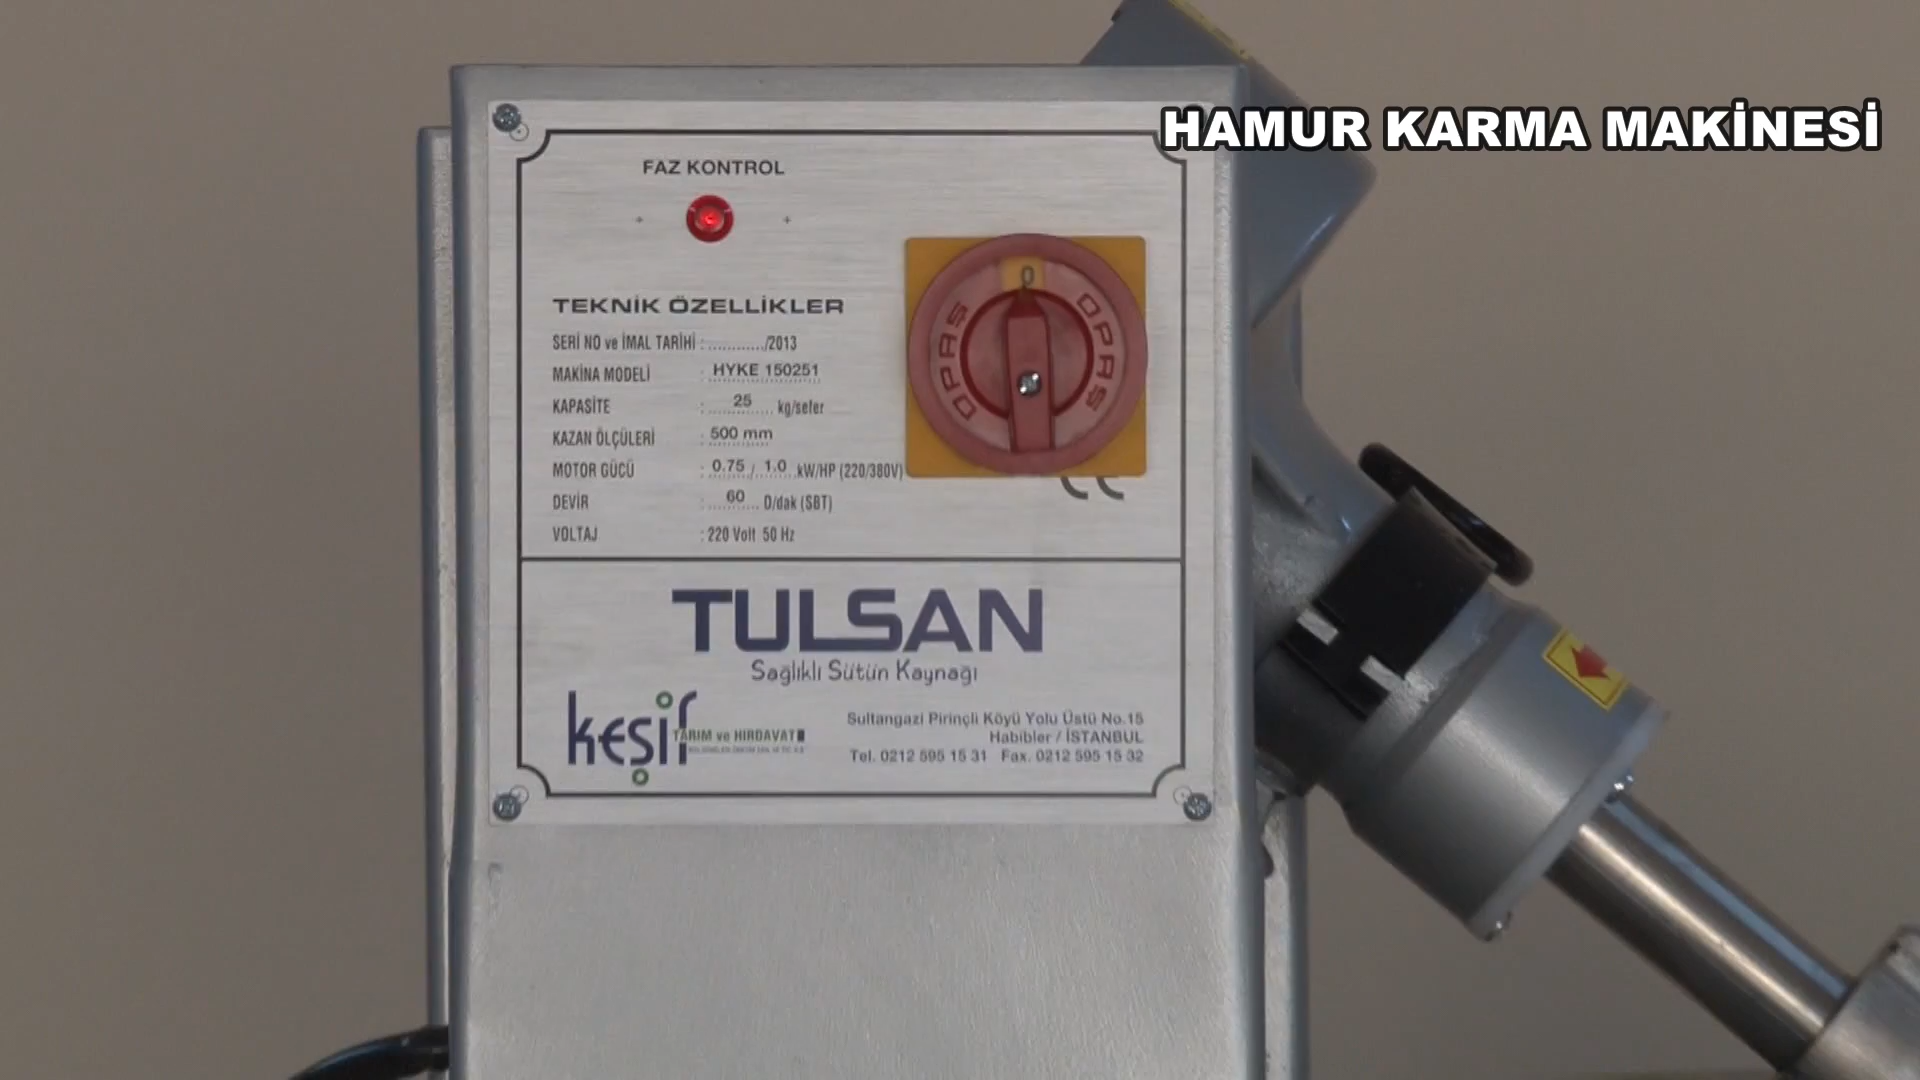 HAMUR KARMA MAKİNESİ
FAZ KONTROL
0
OPAŞ OPAŞ
TEKNİK ÖZELLİKLER
SERİ NO ve İMAL TARİHİ : ............/2013
MAKİNA MODELİ : HYKE 150251
KAPASİTE : 25 kg/sefer
KAZAN ÖLÇÜLERİ : 500 mm
MOTOR GÜCÜ : 0.75 / 1.0 kW/HP (220/380V)
DEVİR : 60 D/dak (SBT)
VOLTAJ : 220 Volt 50 Hz
TULSAN
Sağlıklı Sütün Kaynağı
keşif
TARIM ve HIRDAVAT
Sultangazi Pirinçli Köyü Yolu Üstü No.15
Habibler / İSTANBUL
Tel. 0212 595 15 31 Fax. 0212 595 15 32